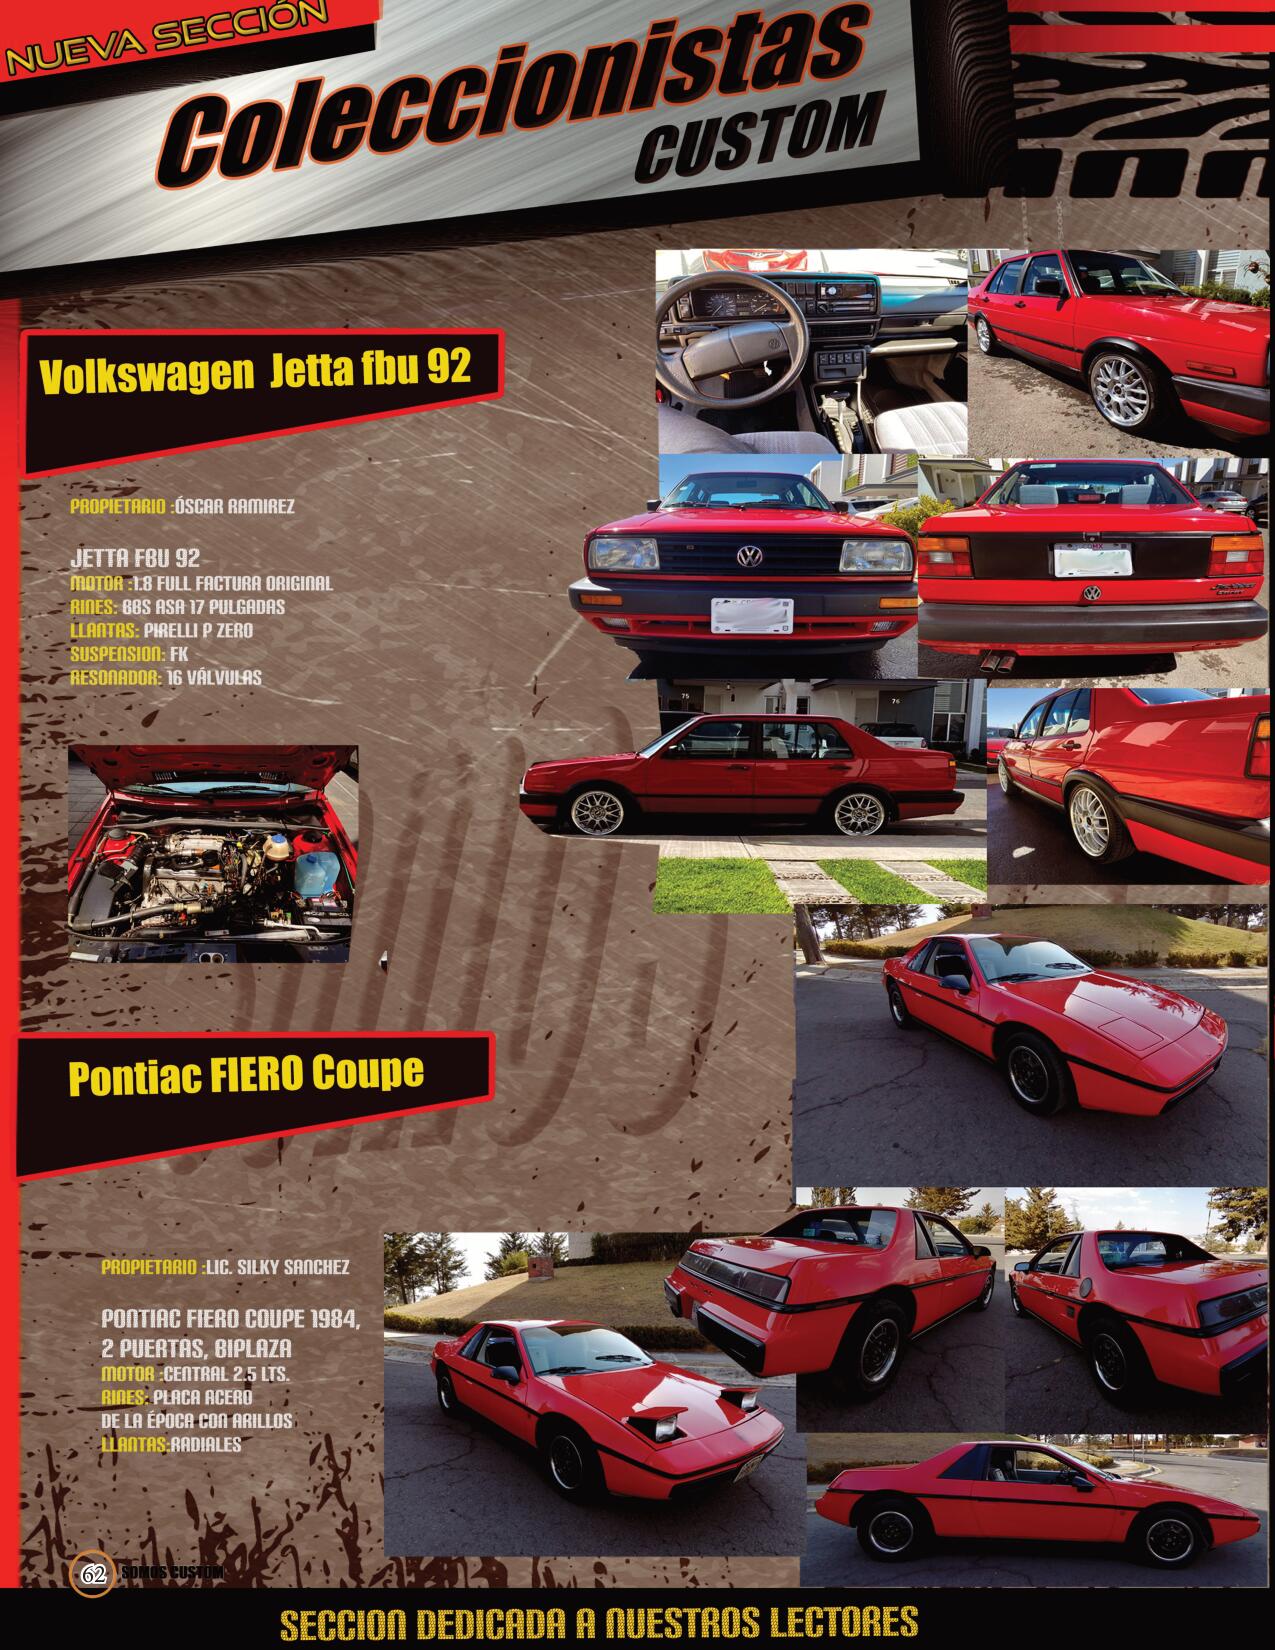 NUEVA SECCIÓN
Coleccionistas
CUSTOM
Volkswagen Jetta fbu 92
PROPIETARIO :ÓSCAR RAMIREZ
JETTA FBU 92
MOTOR :1.8 FULL FACTURA ORIGINAL
RINES: BBS ASA 17 PULGADAS
LLANTAS: PIRELLI P ZERO
SUSPENSION: FK
RESONADOR: 16 VÁLVULAS
75
76
Pontiac FIERO Coupe
PROPIETARIO :LIC. SILKY SANCHEZ
PONTIAC FIERO COUPE 1984,
2 PUERTAS, BIPLAZA
MOTOR :CENTRAL 2.5 LTS.
RINES: PLACA ACERO
DE LA ÉPOCA CON ARILLOS
LLANTAS:RADIALES
62 SOMOS CUSTOM
SECCION DEDICADA A NUESTROS LECTORES